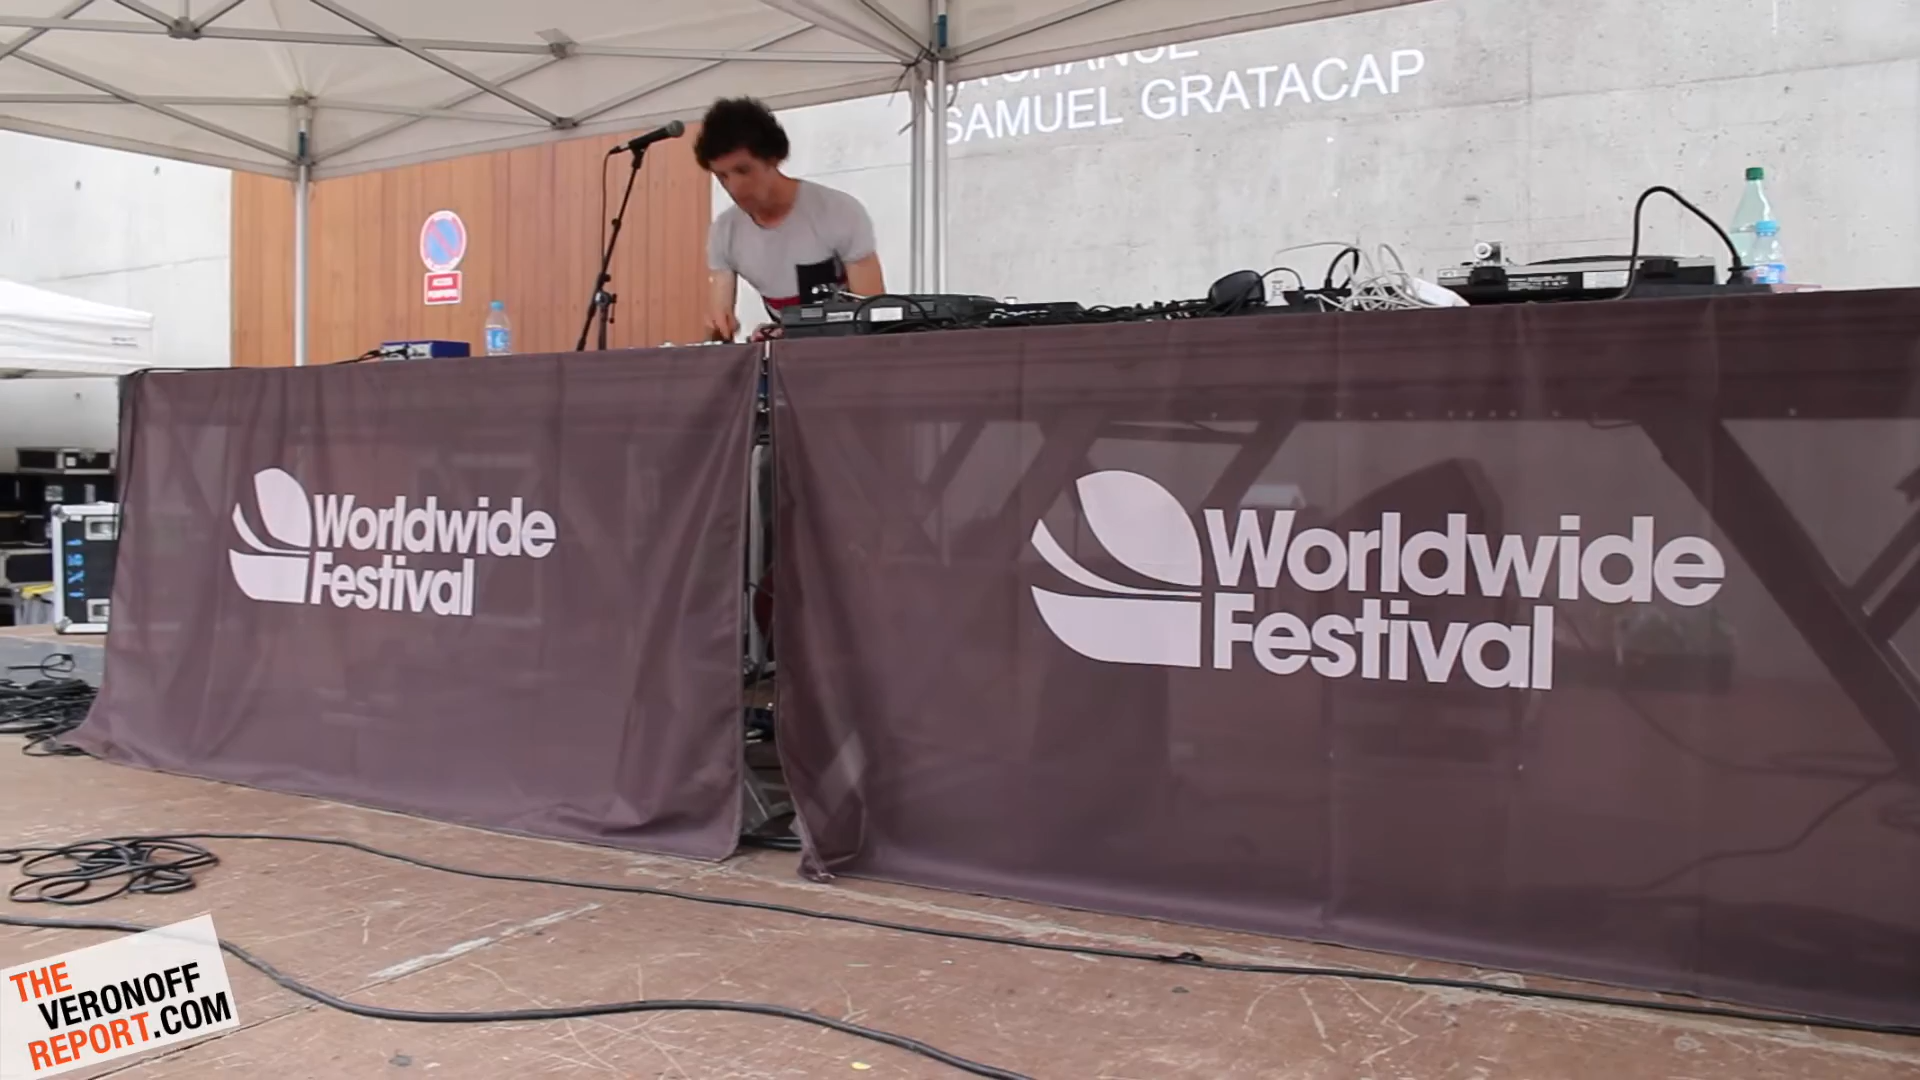 SAMUEL GRATACAP
Worldwide
Festival
Worldwide
Festival
THE
VERONOFF
REPORT.COM